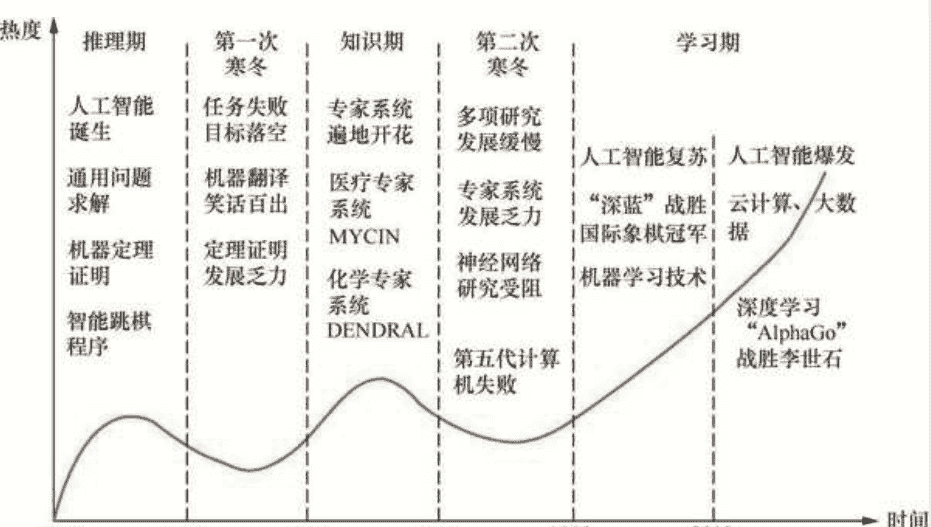 热度
推理期
人工智能
诞生
通用问题
求解
机器定理
证明
智能跳棋
程序
第一次
寒冬
任务失败
目标落空
机器翻译
笑话百出
定理证明
发展乏力
知识期
专家系统
遍地开花
医疗专家
系统
MYCIN
化学专家
系统
DENDRAL
第二次
寒冬
多项研究
发展缓慢
专家系统
发展乏力
神经网络
研究受阻
第五代计算
机失败
学习期
人工智能复苏
“深蓝”战胜
国际象棋冠军
机器学习技术
人工智能爆发
云计算、大数
据
深度学习
“AlphaGo”
战胜李世石
时间